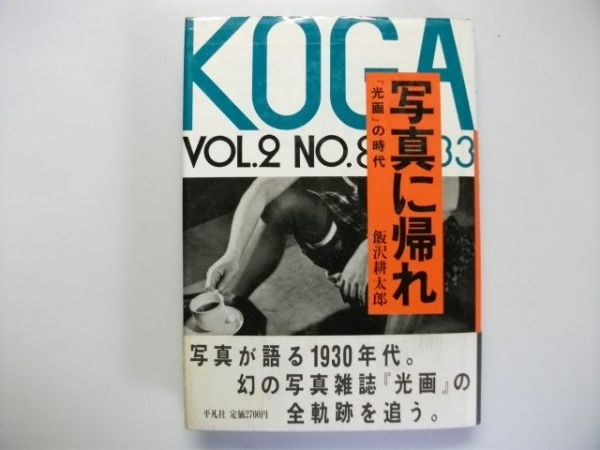 KOGA
VOL.2 NO.8
33
写真に帰れ
『光画』の時代
飯沢耕太郎
写真が語る1930年代。
幻の写真雑誌『光画』の
全軌跡を追う。
平凡社 定価2700円